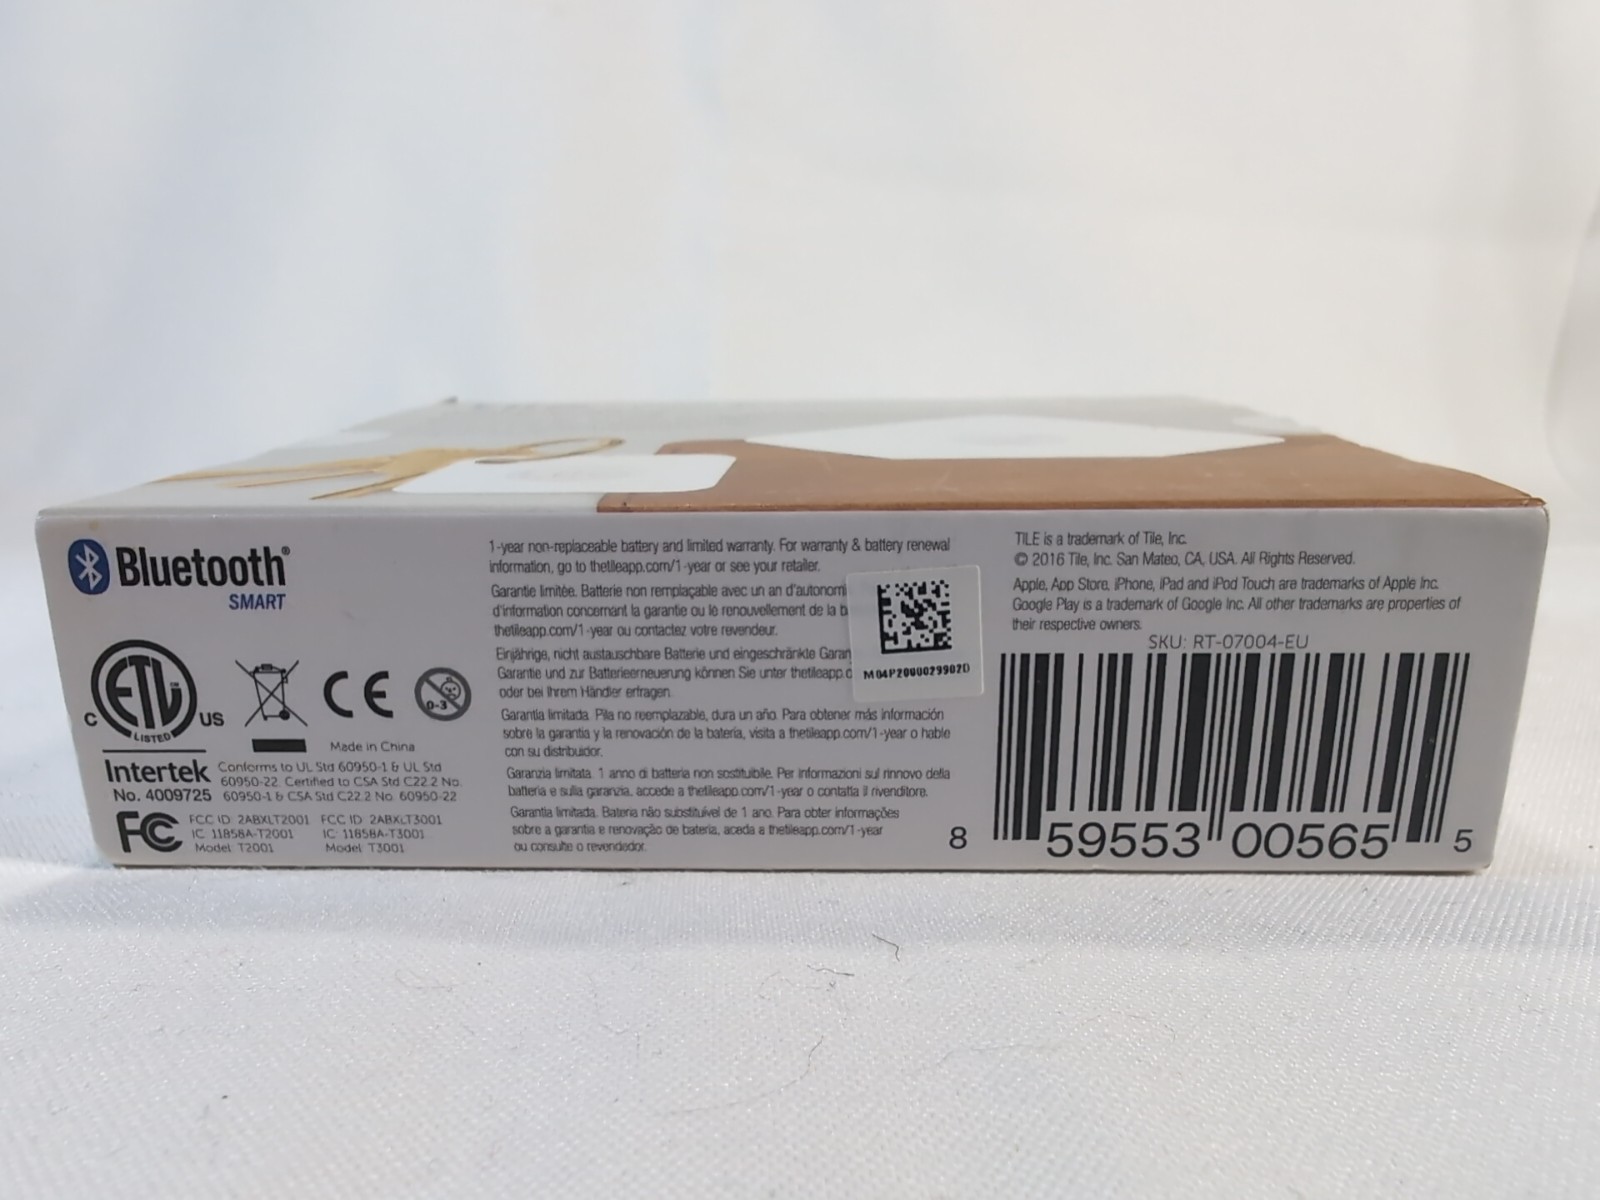 Bluetooth®
SMART
ETL
C
US
LISTED
Intertek
No. 4009725
0-3
Made in China
Conforms to UL Std 60950-1 & UL Std
60950-22. Certified to CSA Std C22.2 No.
60950-1 & CSA Std C22.2 No. 60950-22
FC
FCC ID: 2ABXLT2001 FCC ID: 2ABXLT3001
IC: 11858A-T2001 IC: 11858A-T3001
Model: T2001 Model: T3001
1-year non-replaceable battery and limited warranty. For warranty & battery renewal
information, go to thetileapp.com/1-year or see your retailer.
Garantie limitée. Batterie non remplaçable avec un an d'autonomi
d'information concernant la garantie ou le renouvellement de la b
thetileapp.com/1-year ou contactez votre revendeur.
Einjährige, nicht austauschbare Batterie und eingeschränkte Garan
Garantie und zur Batterieerneuerung können Sie unter thetileapp.c
oder bei Ihrem Händler erfragen.
Garantía limitada. Pila no reemplazable, dura un año. Para obtener más información
sobre la garantía y la renovación de la batería, visita a thetileapp.com/1-year o hable
con su distribuidor.
Garanzia limitata. 1 anno di batteria non sostituibile. Per informazioni sul rinnovo della
batteria e sulla garanzia, accede a thetileapp.com/1-year o contatta il rivenditore.
Garantia limitada. Bateria não substituível de 1 ano. Para obter informações
sobre a garantia e renovação de bateria, aceda a thetileapp.com/1-year
ou consulte o revendedor.
M04P2000029902D
TILE is a trademark of Tile, Inc.
© 2016 Tile, Inc. San Mateo, CA, USA. All Rights Reserved.
Apple, App Store, iPhone, iPad and iPod Touch are trademarks of Apple Inc.
Google Play is a trademark of Google Inc. All other trademarks are properties of
their respective owners.
SKU: RT-07004-EU
8 59553 00565 5